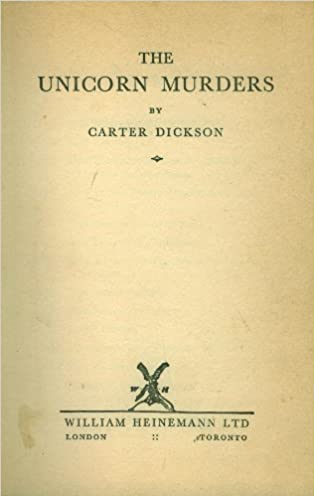 THE
UNICORN MURDERS
BY
CARTER DICKSON
W H
WILLIAM HEINEMANN LTD
LONDON :: TORONTO